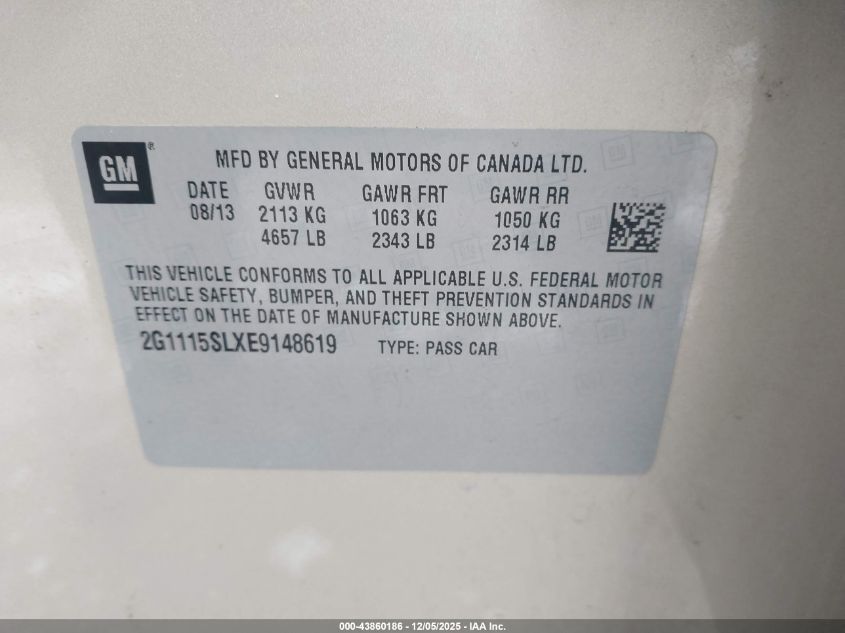 GM ®
MFD BY GENERAL MOTORS OF CANADA LTD.
DATE GVWR GAWR FRT GAWR RR
08/13 2113 KG 1063 KG 1050 KG
4657 LB 2343 LB 2314 LB
THIS VEHICLE CONFORMS TO ALL APPLICABLE U.S. FEDERAL MOTOR
VEHICLE SAFETY, BUMPER, AND THEFT PREVENTION STANDARDS IN
EFFECT ON THE DATE OF MANUFACTURE SHOWN ABOVE.
2G1115SLXE9148619 TYPE: PASS CAR
000-43860186 - 12/05/2025 - IAA Inc.